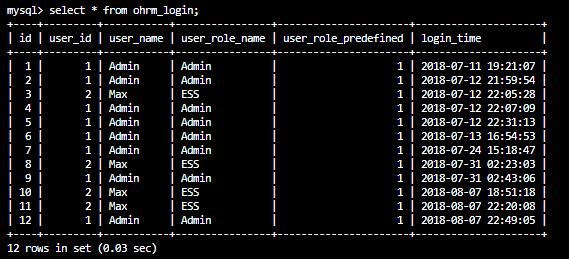 mysql> select * from ohrm_login;
+----+---------+-----------+----------------+----------------------+---------------------+
| id | user_id | user_name | user_role_name | user_role_predefined | login_time          |
+----+---------+-----------+----------------+----------------------+---------------------+
|  1 |       1 | Admin     | Admin          |                    1 | 2018-07-11 19:21:07 |
|  2 |       1 | Admin     | Admin          |                    1 | 2018-07-12 21:59:54 |
|  3 |       2 | Max       | ESS            |                    1 | 2018-07-12 22:05:28 |
|  4 |       1 | Admin     | Admin          |                    1 | 2018-07-12 22:07:09 |
|  5 |       1 | Admin     | Admin          |                    1 | 2018-07-12 22:31:13 |
|  6 |       1 | Admin     | Admin          |                    1 | 2018-07-13 16:54:53 |
|  7 |       1 | Admin     | Admin          |                    1 | 2018-07-24 15:18:47 |
|  8 |       2 | Max       | ESS            |                    1 | 2018-07-31 02:23:03 |
|  9 |       1 | Admin     | Admin          |                    1 | 2018-07-31 02:43:06 |
| 10 |       2 | Max       | ESS            |                    1 | 2018-08-07 18:51:18 |
| 11 |       2 | Max       | ESS            |                    1 | 2018-08-07 22:20:08 |
| 12 |       1 | Admin     | Admin          |                    1 | 2018-08-07 22:49:05 |
+----+---------+-----------+----------------+----------------------+---------------------+
12 rows in set (0.03 sec)